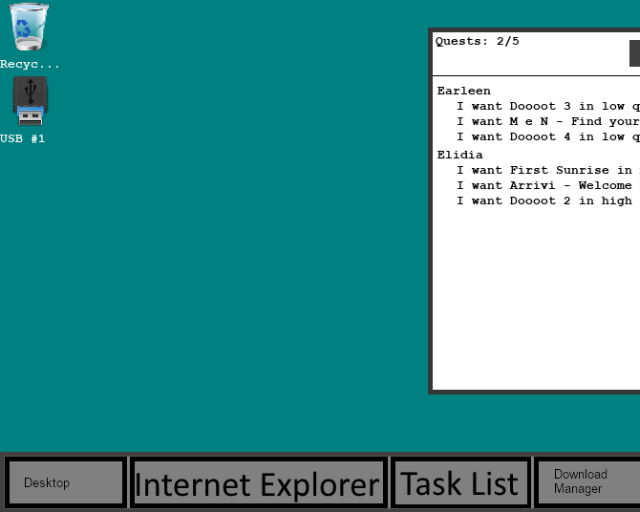 Recyc...
USB #1
Quests: 2/5
Earleen
I want Doooot 3 in low q
I want M e N - Find your
I want Doooot 4 in low q
Elidia
I want First Sunrise in
I want Arrivi - Welcome
I want Doooot 2 in high
Desktop
Internet Explorer
Task List
Download
Manager